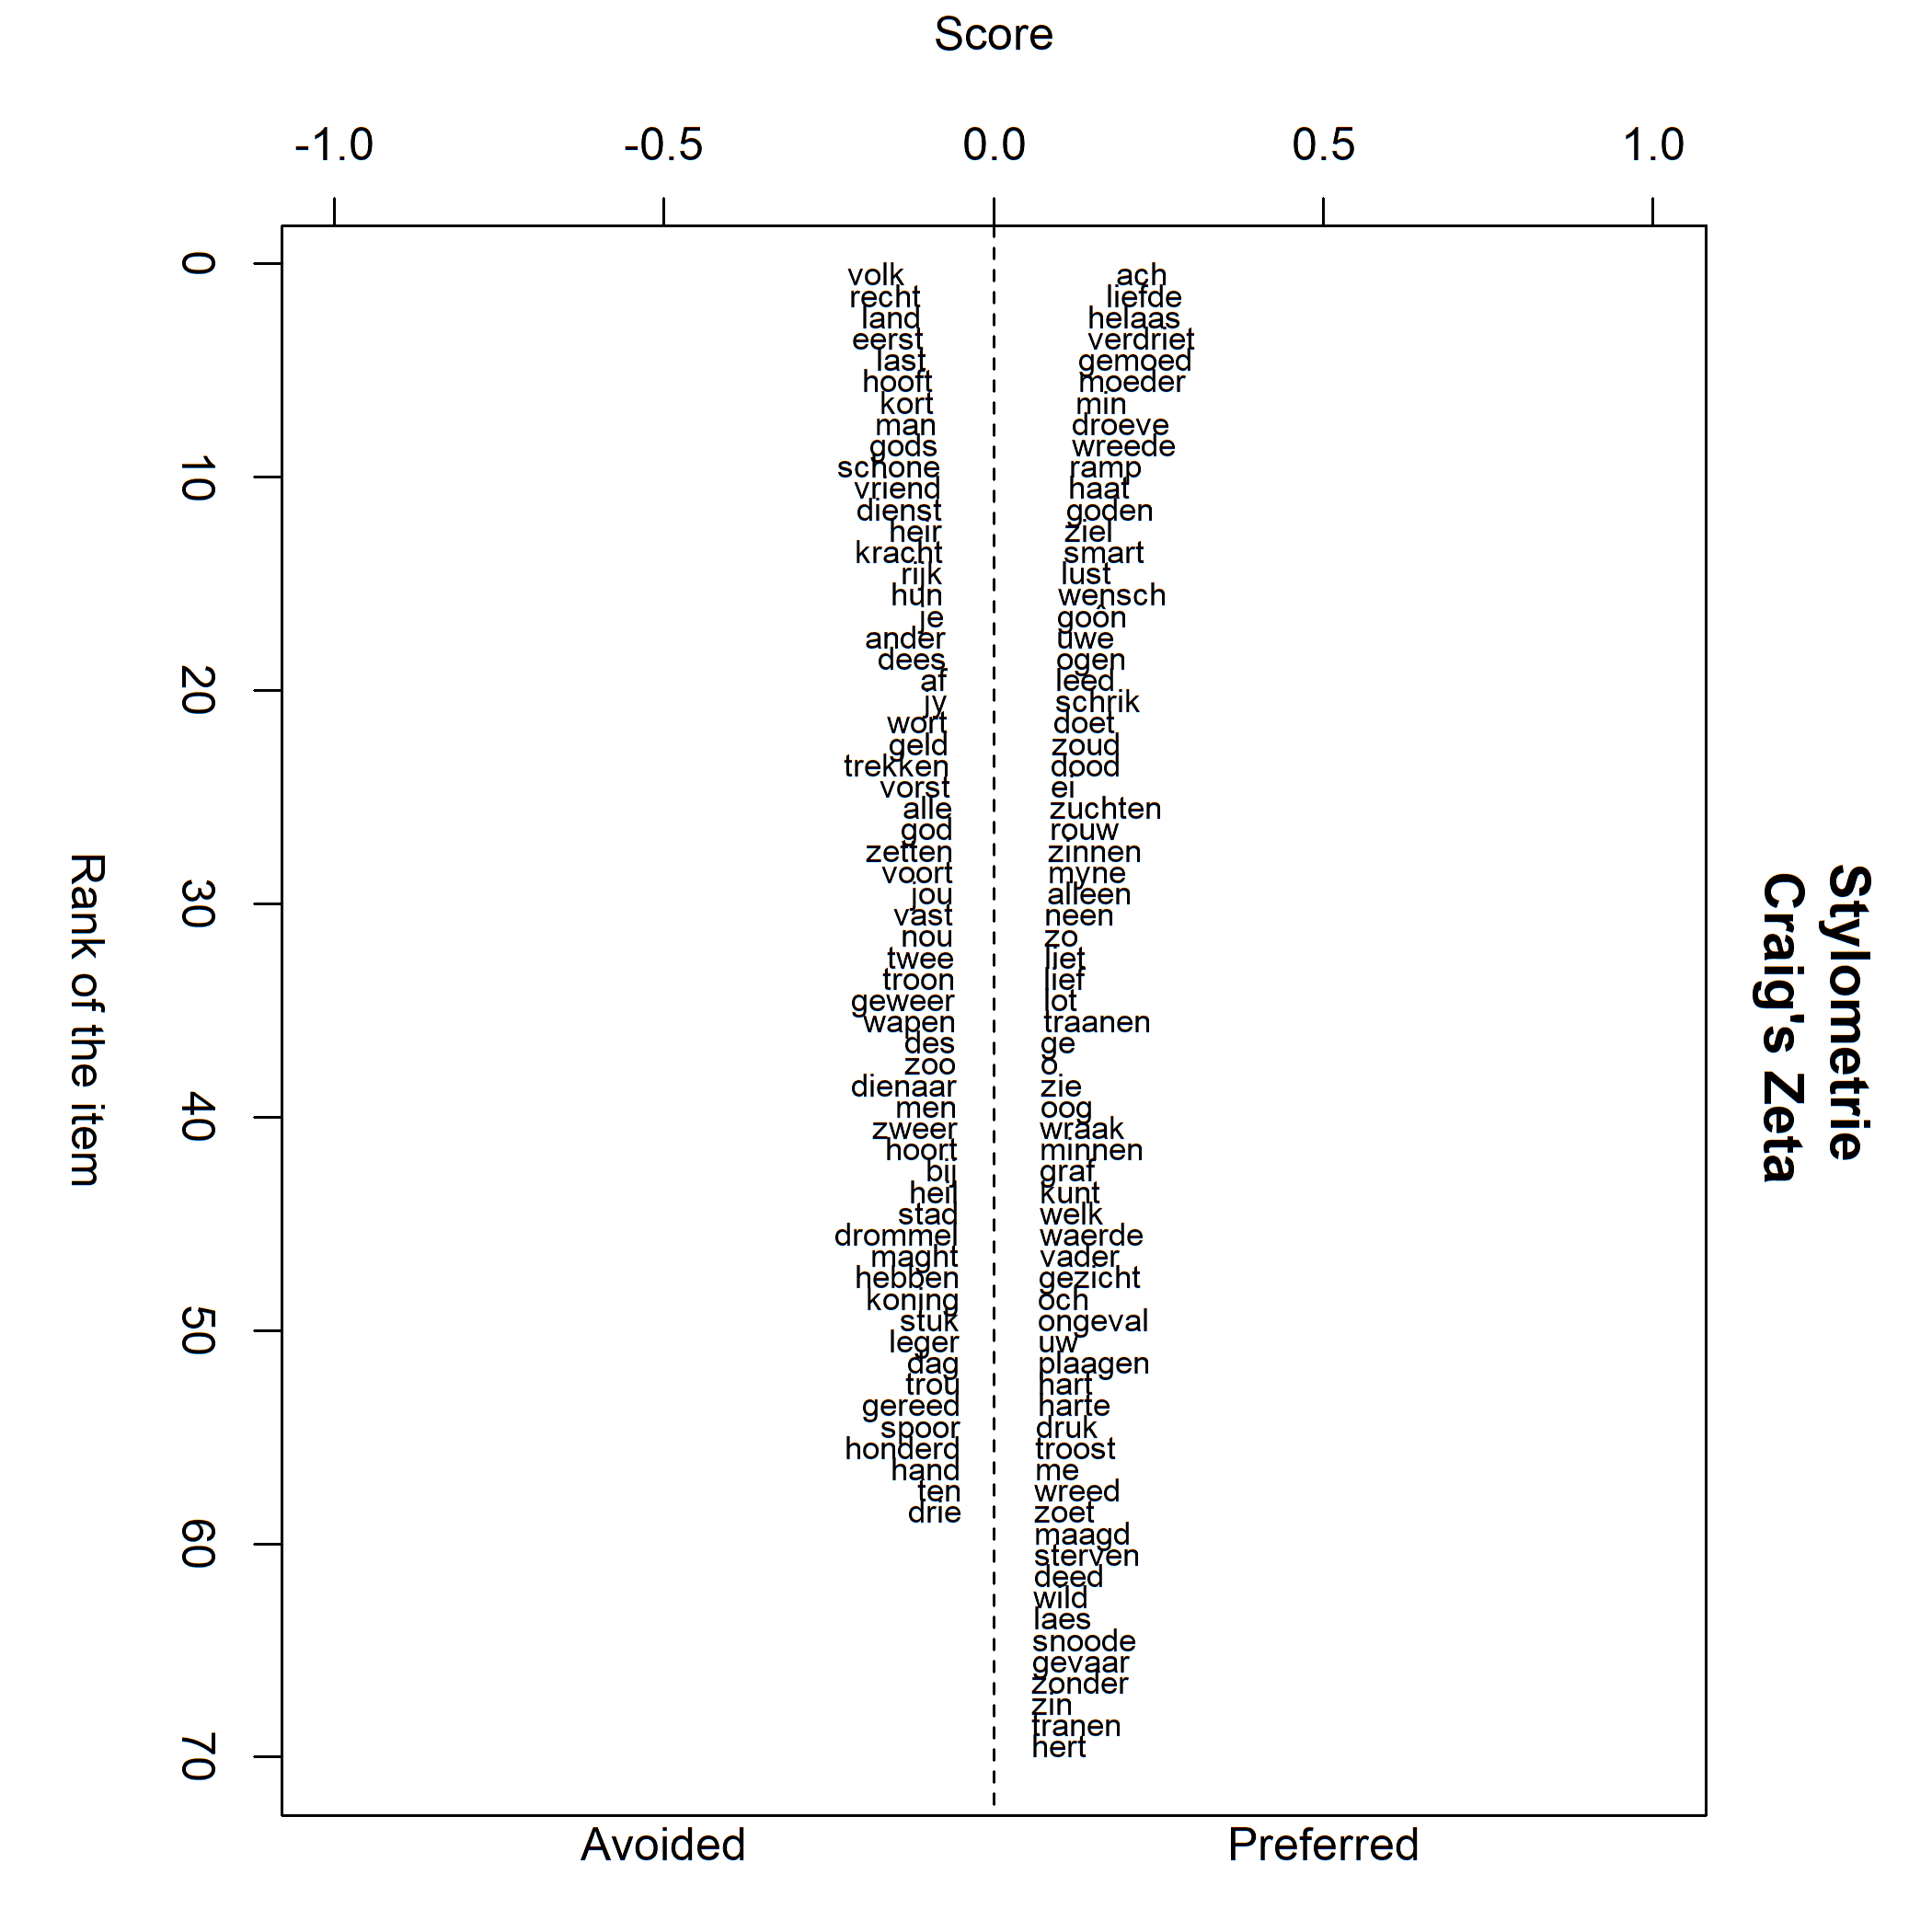 Score
-1.0 -0.5 0.0 0.5 1.0
Stylometrie
Craig's Zeta
Rank of the item
0
10
20
30
40
50
60
70
volk
recht
land
eerst
last
hooft
kort
man
gods
schone
vriend
dienst
heir
kracht
rijk
hun
je
ander
dees
af
jy
wort
geld
trekken
vorst
alle
god
zetten
voort
jou
vast
nou
twee
troon
geweer
wapen
des
zoo
dienaar
men
zweer
hoort
bij
heil
stad
drommel
maght
hebben
koning
stuk
leger
dag
trou
gereed
spoor
honderd
hand
ten
drie
ach
liefde
helaas
verdriet
gemoed
moeder
min
droeve
wreede
ramp
haat
goden
ziel
smart
lust
wensch
goôn
uwe
ogen
leed
schrik
doet
zoud
dood
ei
zuchten
rouw
zinnen
myne
alleen
neen
zo
liet
lief
lot
traanen
ge
o
zie
oog
wraak
minnen
graf
kunt
welk
waerde
vader
gezicht
och
ongeval
uw
plaagen
hart
harte
druk
troost
me
wreed
zoet
maagd
sterven
deed
wild
laes
snoode
gevaar
zonder
zin
tranen
hert
Avoided
Preferred